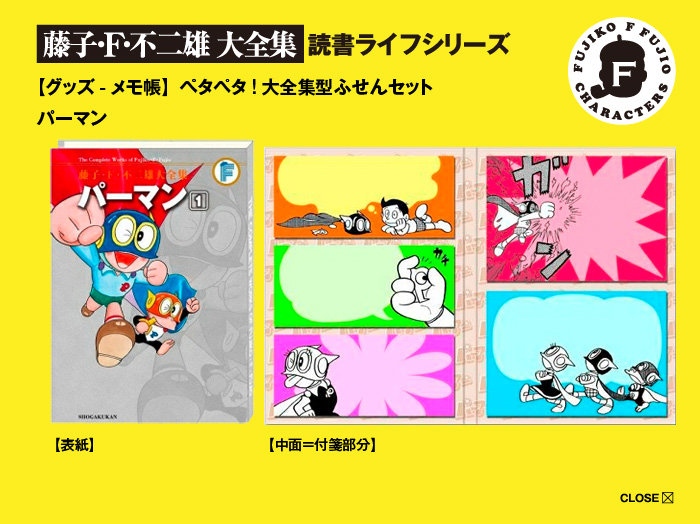 藤子・F・不二雄 大全集 読書ライフシリーズ
FUJIKO F FUJIO
F
CHARACTERS
【グッズ - メモ帳】 ペタペタ！大全集型ふせんセット
パーマン
The Complete Works of Fujiko・F・Fujio
藤子・F・不二雄大全集
F
パーマン 1
SHOGAKUKAN
ガッ
【表紙】
【中面＝付箋部分】
CLOSE